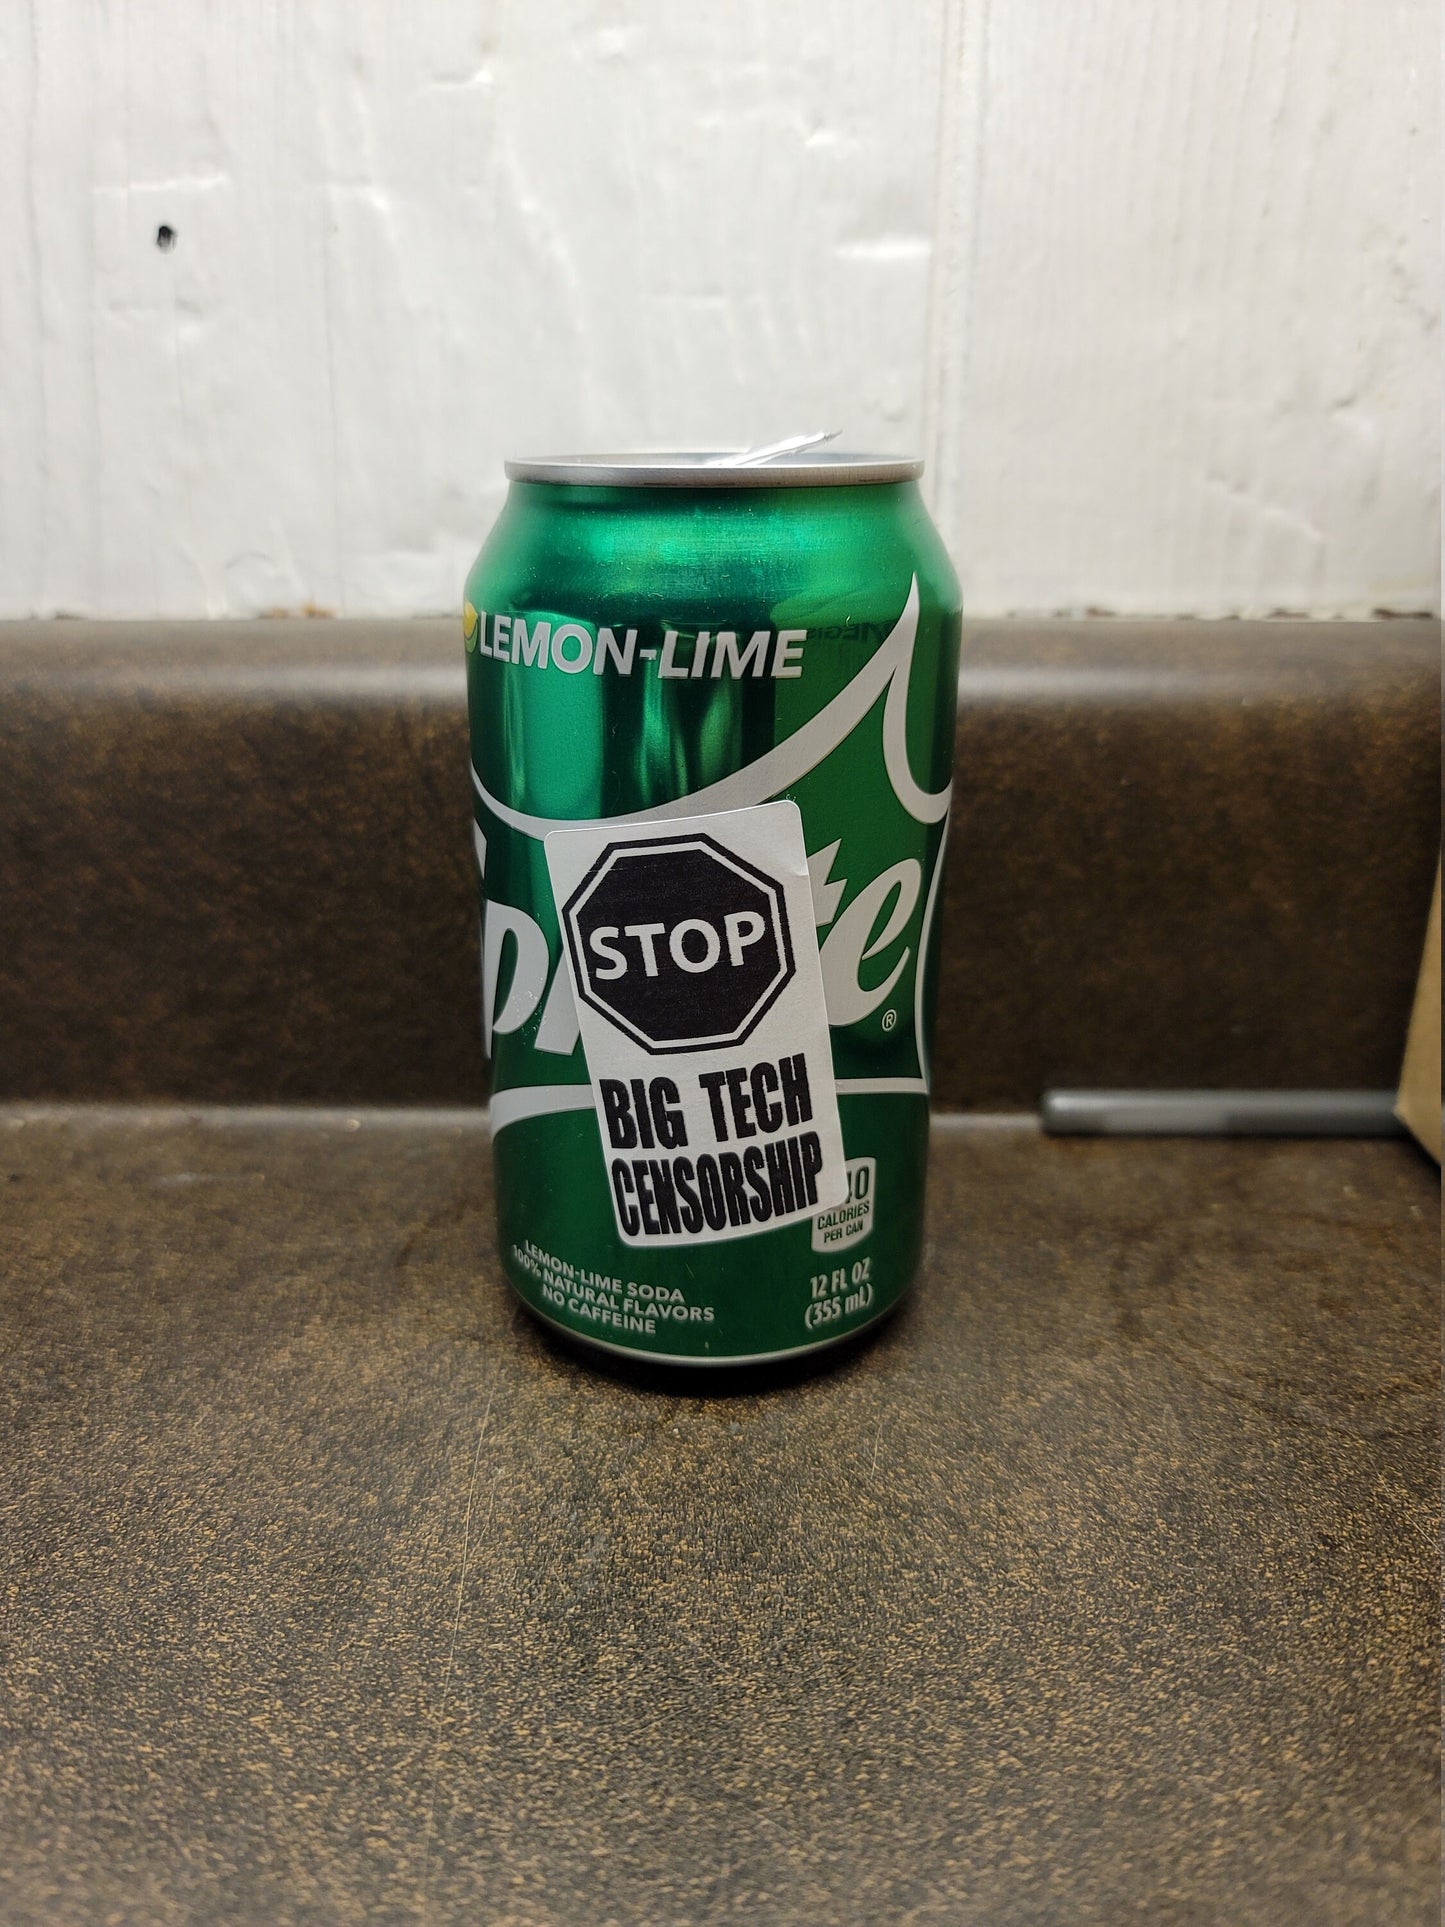 LEMON-LIME
STOP
BIG TECH
CENSORSHIP
CALORIES
PER CAN
LEMON-LIME SODA
100% NATURAL FLAVORS
NO CAFFEINE
12 FL OZ
(355 mL)